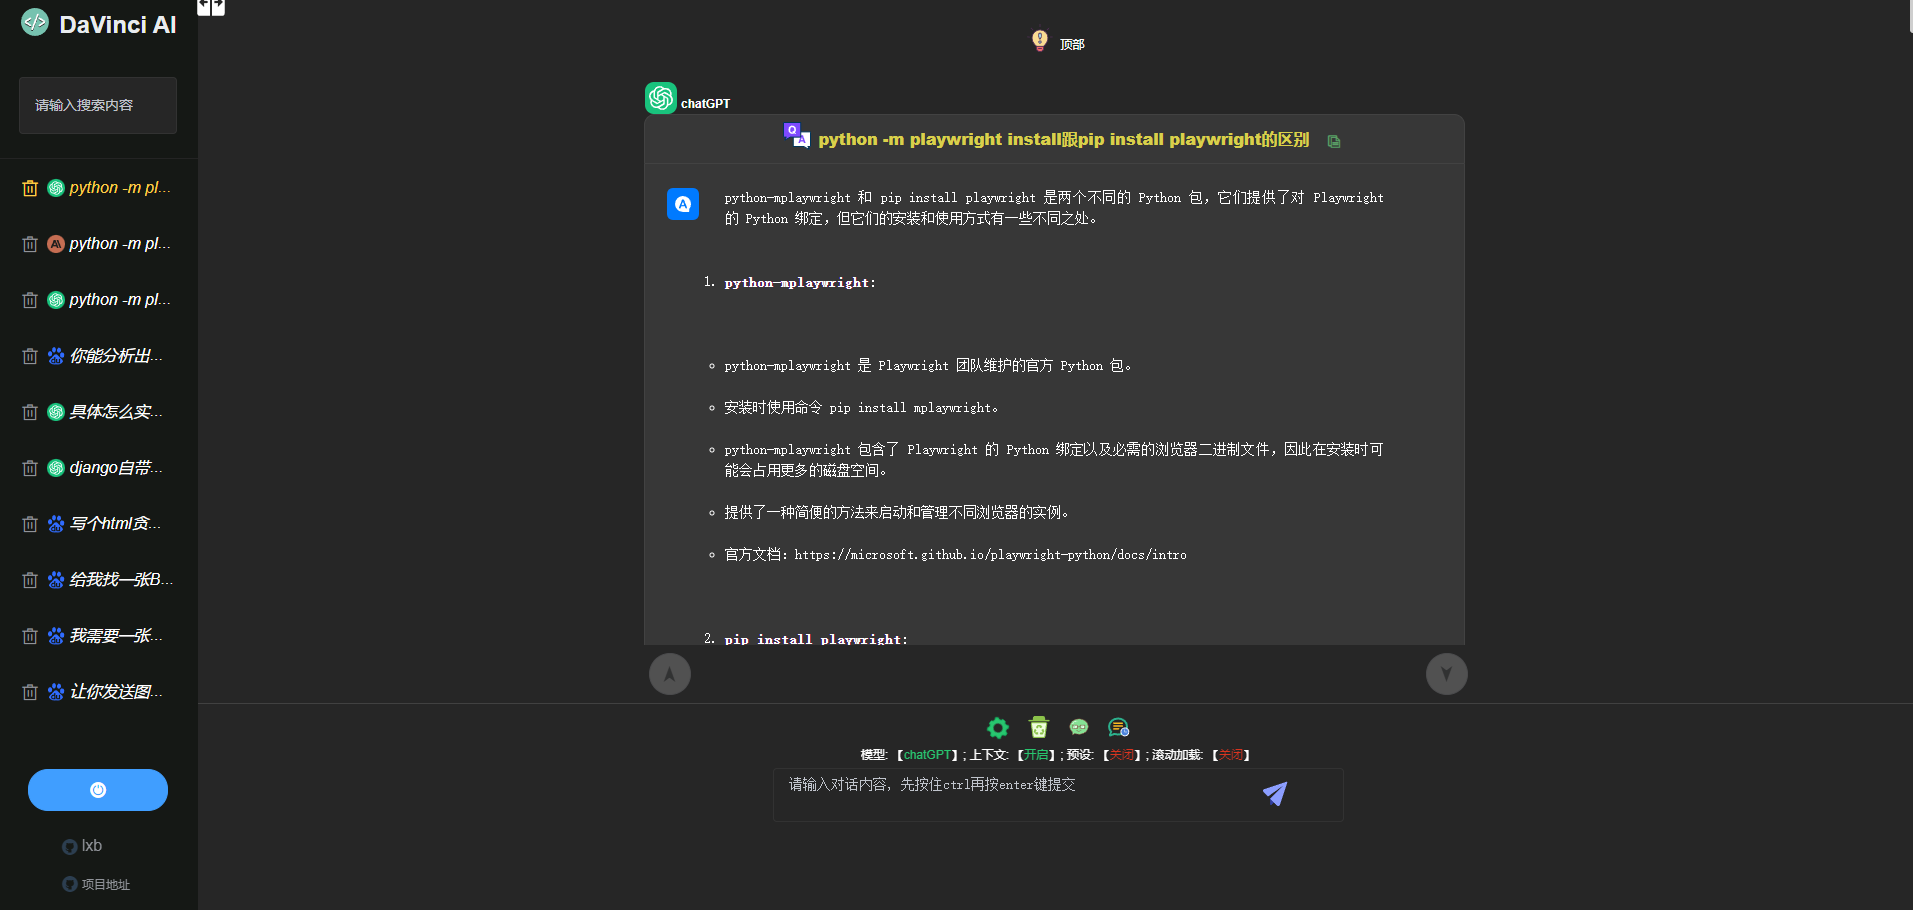 DaVinci AI
请输入搜索内容
python -m pl...
python -m pl...
python -m pl...
你能分析出...
具体怎么实...
django自带...
写个html贪...
给我找一张B...
我需要一张...
让你发送图...
lxb
项目地址
顶部
chatGPT
python -m playwright install跟pip install playwright的区别
python-mplaywright 和 pip install playwright 是两个不同的 Python 包，它们提供了对 Playwright
的 Python 绑定，但它们的安装和使用方式有一些不同之处。
1. python-mplaywright:
python-mplaywright 是 Playwright 团队维护的官方 Python 包。
安装时使用命令 pip install mplaywright。
python-mplaywright 包含了 Playwright 的 Python 绑定以及必需的浏览器二进制文件，因此在安装时可
能会占用更多的磁盘空间。
提供了一种简便的方法来启动和管理不同浏览器的实例。
官方文档：https://microsoft.github.io/playwright-python/docs/intro
2. pip install playwright:
模型: 【chatGPT】; 上下文: 【开启】; 预设: 【关闭】; 滚动加载: 【关闭】
请输入对话内容，先按住ctrl再按enter键提交